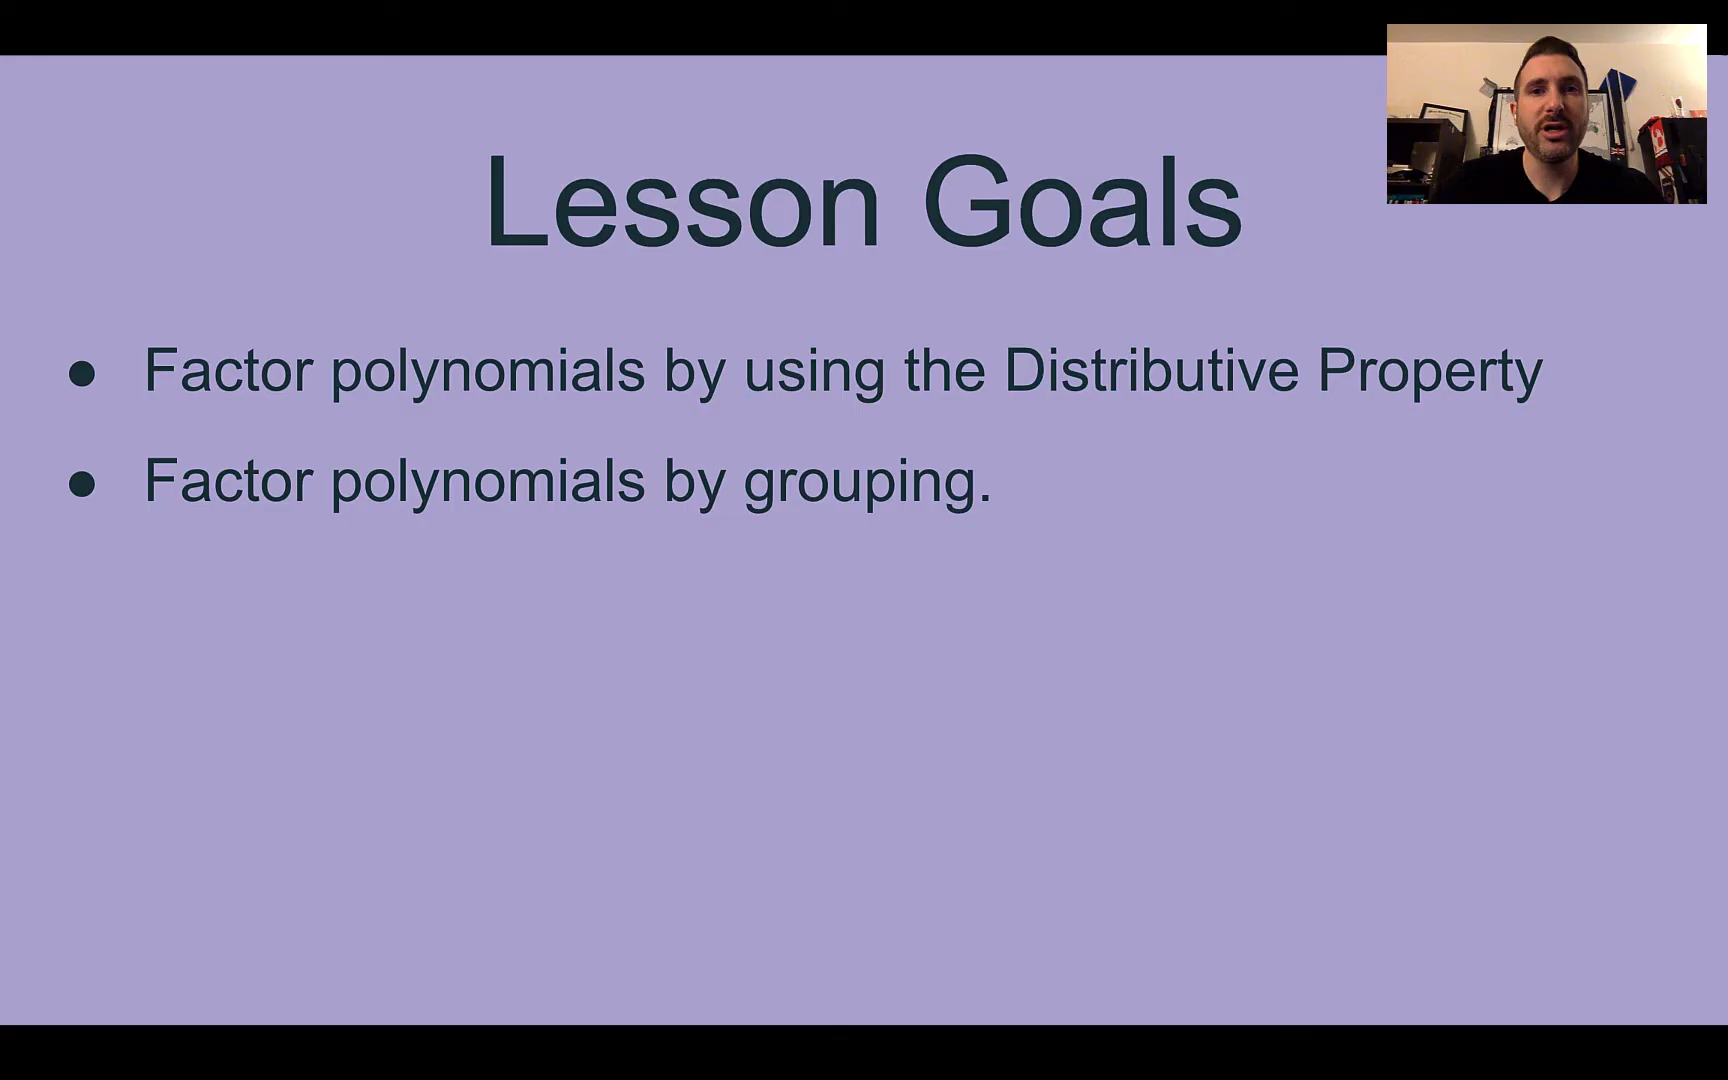 Lesson Goals
● Factor polynomials by using the Distributive Property
● Factor polynomials by grouping.